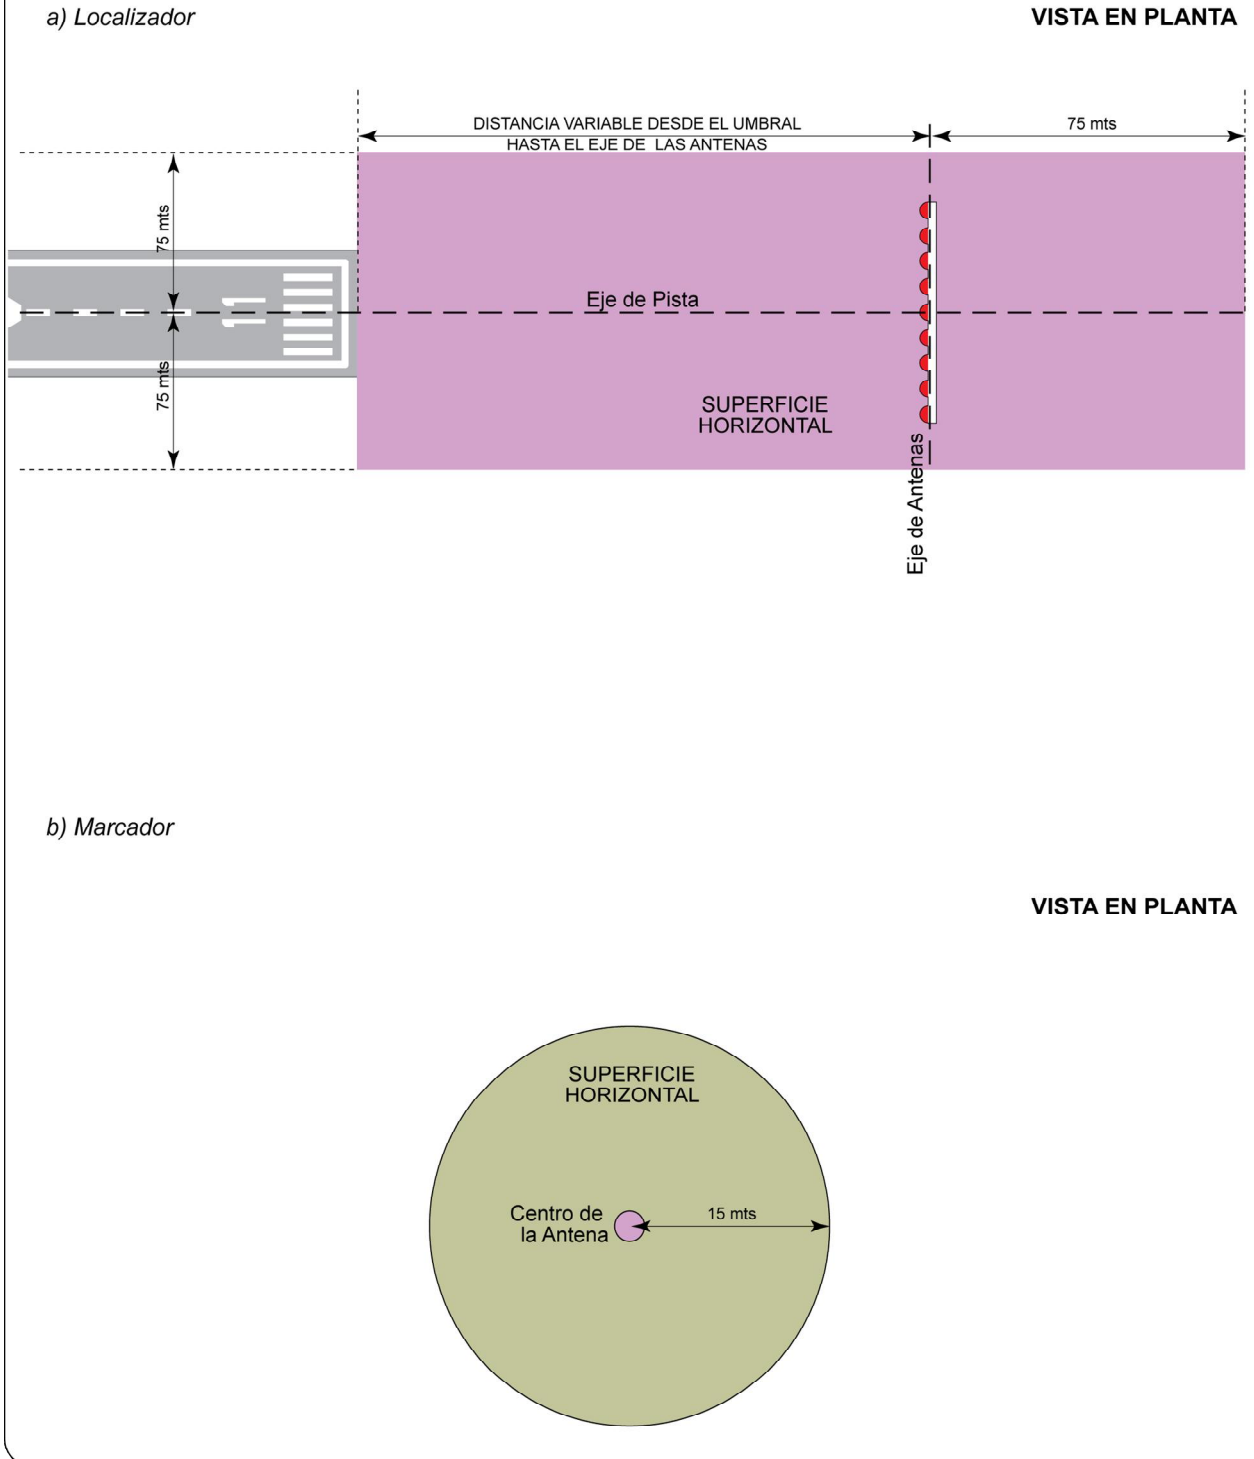 a) Localizador
VISTA EN PLANTA
DISTANCIA VARIABLE DESDE EL UMBRAL
HASTA EL EJE DE LAS ANTENAS
75 mts
75 mts
75 mts
11
Eje de Pista
SUPERFICIE
HORIZONTAL
Eje de Antenas
b) Marcador
VISTA EN PLANTA
SUPERFICIE
HORIZONTAL
Centro de
la Antena
15 mts